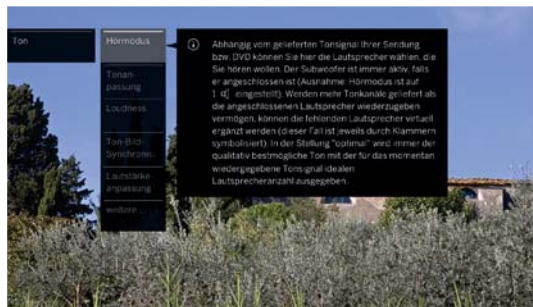 Ton
Hörmodus
Tonan-
passung
Loudness
Ton-Bild-
Synchronis.
Lautstärke-
anpassung
weitere ...
Abhängig vom gelieferten Tonsignal Ihrer Sendung
bzw. DVD können Sie hier die Lautsprecher wählen, die
Sie hören wollen. Der Subwoofer ist immer aktiv, falls
er angeschlossen ist (Ausnahme: Hörmodus ist auf
1 eingestellt). Werden mehr Tonkanäle geliefert als
die angeschlossenen Lautsprecher wiederzugeben
vermögen, können die fehlenden Lautsprecher virtuell
ergänzt werden (dieser Fall ist jeweils durch Klammern
symbolisiert). In der Stellung "optimal" wird immer der
qualitativ bestmögliche Ton mit der für das momentan
wiedergegebene Tonsignal idealen
Lautsprecheranzahl ausgegeben.